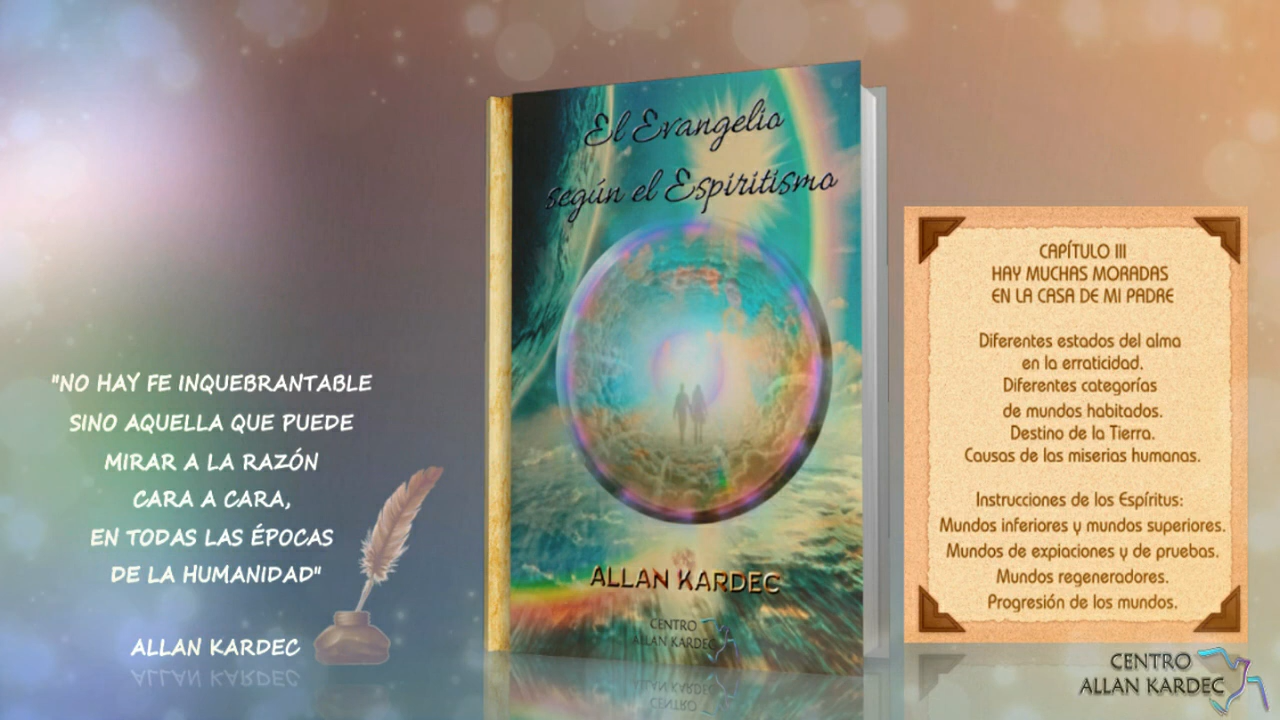 "NO HAY FE INQUEBRANTABLE
SINO AQUELLA QUE PUEDE
MIRAR A LA RAZÓN
CARA A CARA,
EN TODAS LAS ÉPOCAS
DE LA HUMANIDAD"
ALLAN KARDEC
El Evangelio
según el Espiritismo
ALLAN KARDEC
CENTRO
ALLAN KARDEC
CAPÍTULO III
HAY MUCHAS MORADAS
EN LA CASA DE MI PADRE
Diferentes estados del alma
en la erraticidad.
Diferentes categorías
de mundos habitados.
Destino de la Tierra.
Causas de las miserias humanas.
Instrucciones de los Espíritus:
Mundos inferiores y mundos superiores.
Mundos de expiaciones y de pruebas.
Mundos regeneradores.
Progresión de los mundos.
CENTRO
ALLAN KARDEC